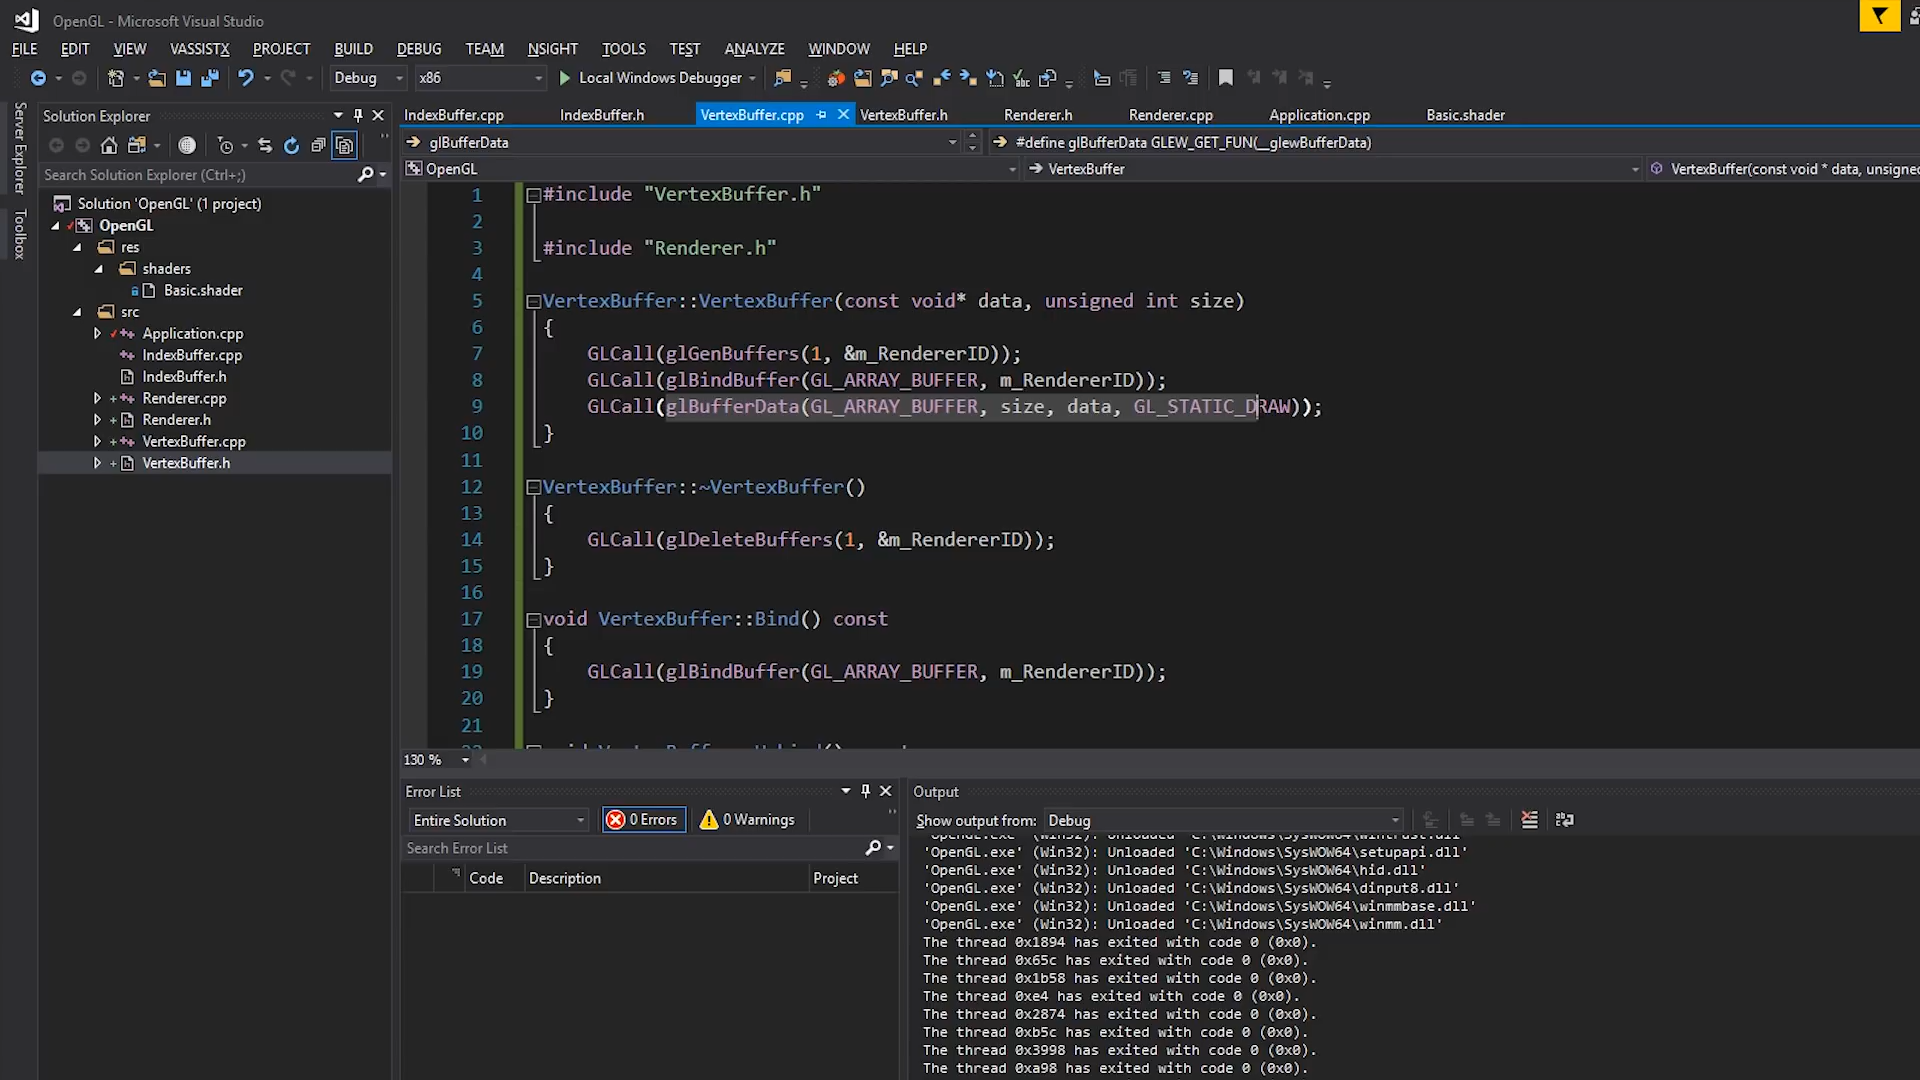 OpenGL - Microsoft Visual Studio
FILE EDIT VIEW VASSISTX PROJECT BUILD DEBUG TEAM NSIGHT TOOLS TEST ANALYZE WINDOW HELP
Debug x86 Local Windows Debugger
Server Explorer
Toolbox
Solution Explorer
Search Solution Explorer (Ctrl+;)
Solution 'OpenGL' (1 project)
OpenGL
res
shaders
Basic.shader
src
Application.cpp
IndexBuffer.cpp
IndexBuffer.h
Renderer.cpp
Renderer.h
VertexBuffer.cpp
VertexBuffer.h
IndexBuffer.cpp IndexBuffer.h VertexBuffer.cpp VertexBuffer.h Renderer.h Renderer.cpp Application.cpp Basic.shader
glBufferData #define glBufferData GLEW_GET_FUN(__glewBufferData)
OpenGL VertexBuffer VertexBuffer(const void * data, unsigned
1 #include "VertexBuffer.h"
2
3 #include "Renderer.h"
4
5 VertexBuffer::VertexBuffer(const void* data, unsigned int size)
6 {
7 GLCall(glGenBuffers(1, &m_RendererID));
8 GLCall(glBindBuffer(GL_ARRAY_BUFFER, m_RendererID));
9 GLCall(glBufferData(GL_ARRAY_BUFFER, size, data, GL_STATIC_DRAW));
10 }
11
12 VertexBuffer::~VertexBuffer()
13 {
14 GLCall(glDeleteBuffers(1, &m_RendererID));
15 }
16
17 void VertexBuffer::Bind() const
18 {
19 GLCall(glBindBuffer(GL_ARRAY_BUFFER, m_RendererID));
20 }
21
130 %
Error List
Entire Solution 0 Errors 0 Warnings
Search Error List
Code Description Project
Output
Show output from: Debug
'OpenGL.exe' (Win32): Unloaded 'C:\Windows\SysWOW64\wintrust.dll'
'OpenGL.exe' (Win32): Unloaded 'C:\Windows\SysWOW64\setupapi.dll'
'OpenGL.exe' (Win32): Unloaded 'C:\Windows\SysWOW64\hid.dll'
'OpenGL.exe' (Win32): Unloaded 'C:\Windows\SysWOW64\dinput8.dll'
'OpenGL.exe' (Win32): Unloaded 'C:\Windows\SysWOW64\winmmbase.dll'
'OpenGL.exe' (Win32): Unloaded 'C:\Windows\SysWOW64\winmm.dll'
The thread 0x1894 has exited with code 0 (0x0).
The thread 0x65c has exited with code 0 (0x0).
The thread 0x1b58 has exited with code 0 (0x0).
The thread 0xe4 has exited with code 0 (0x0).
The thread 0x2874 has exited with code 0 (0x0).
The thread 0xb5c has exited with code 0 (0x0).
The thread 0x3998 has exited with code 0 (0x0).
The thread 0xa98 has exited with code 0 (0x0).